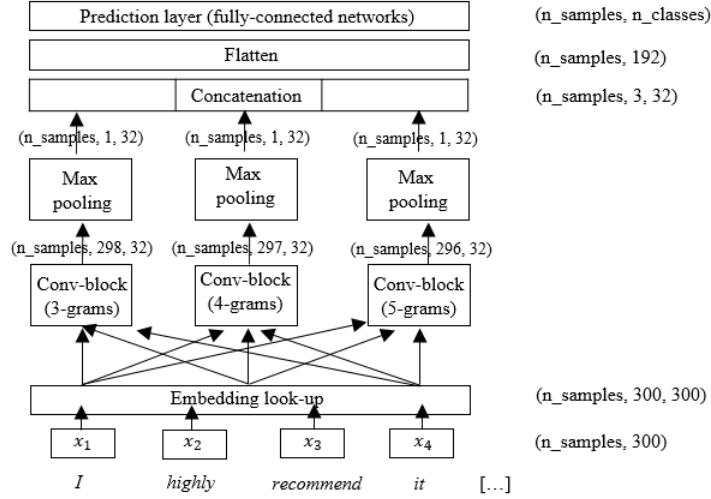 Prediction layer (fully-connected networks) (n_samples, n_classes)
Flatten (n_samples, 192)
Concatenation (n_samples, 3, 32)
(n_samples, 1, 32) (n_samples, 1, 32) (n_samples, 1, 32)
Max pooling
Max pooling
Max pooling
(n_samples, 298, 32) (n_samples, 297, 32) (n_samples, 296, 32)
Conv-block (3-grams)
Conv-block (4-grams)
Conv-block (5-grams)
Embedding look-up (n_samples, 300, 300)
x₁ x₂ x₃ x₄ (n_samples, 300)
I highly recommend it […]